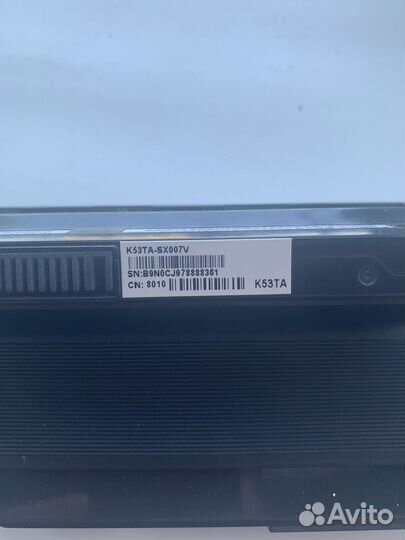 K53TA-SX007V
SN:B9N0CJ978888361
CN: 8010
K53TA
Avito